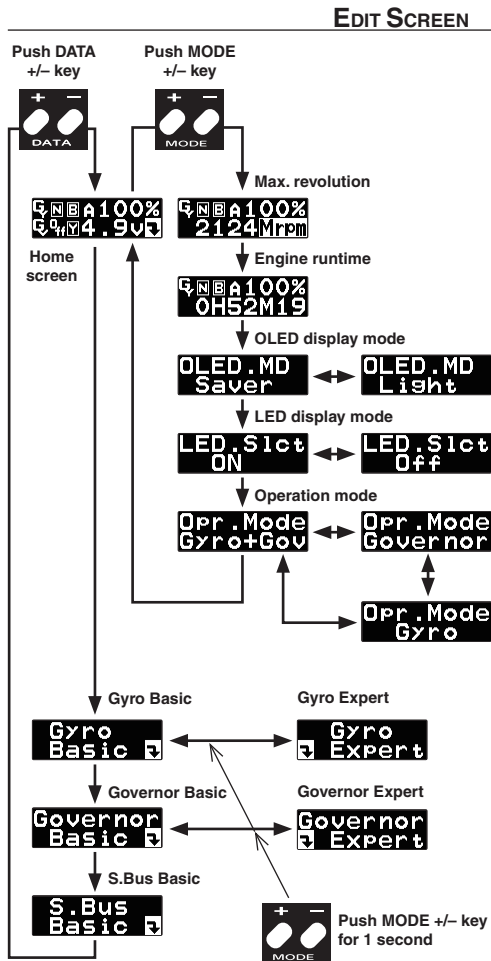 EDIT SCREEN
Push DATA
+/– key
Push MODE
+/– key
+ –
DATA
+ –
MODE
Max. revolution
G N B A100%
G Off Y 4.9v
G N B A100%
2124Mrpm
Home
screen
Engine runtime
G N B A100%
0H52M19
OLED display mode
OLED.MD
Saver
OLED.MD
Light
LED display mode
LED.Slct
ON
LED.Slct
Off
Operation mode
Opr.Mode
Gyro+Gov
Opr.Mode
Governor
Opr.Mode
Gyro
Gyro Basic
Gyro Expert
Gyro
Basic
Gyro
Expert
Governor Basic
Governor Expert
Governor
Basic
Governor
Expert
S.Bus Basic
S.Bus
Basic
+ –
MODE
Push MODE +/– key
for 1 second